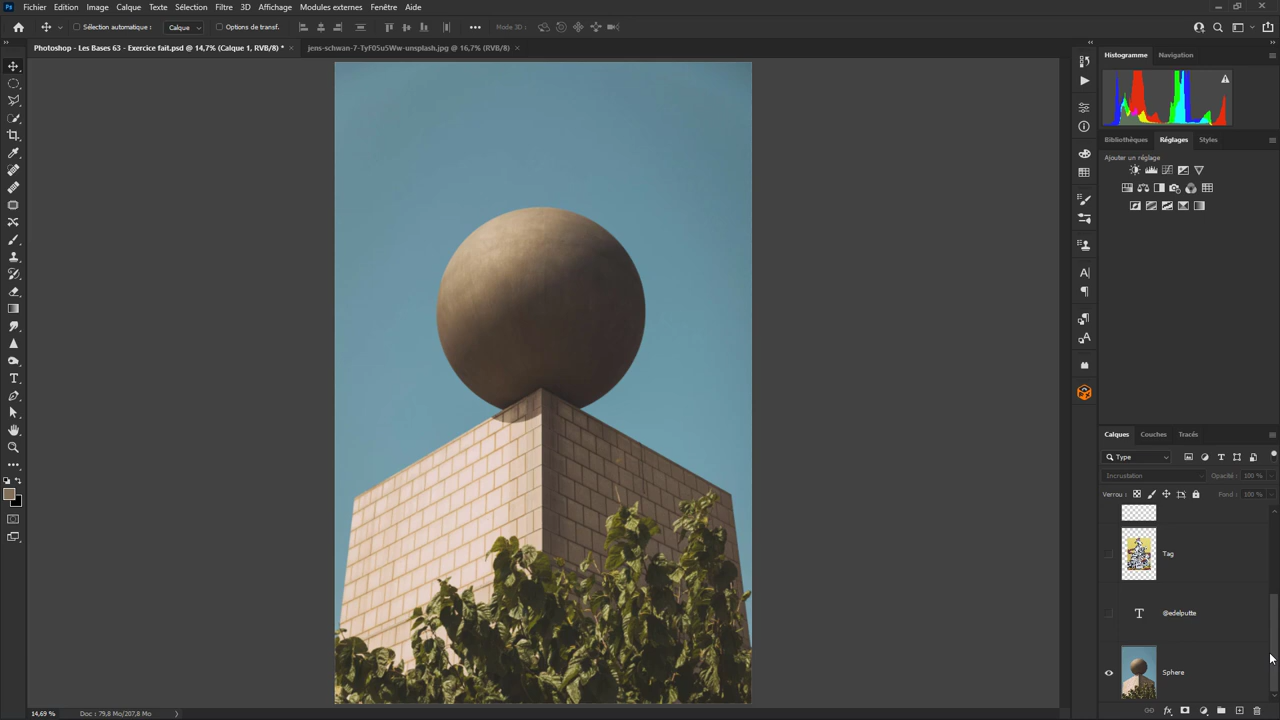 Fichier Edition Image Calque Texte Sélection Filtre 3D Affichage Modules externes Fenêtre Aide
Sélection automatique : Calque Options de transf. Mode 3D :
Photoshop - Les Bases 63 - Exercice fait.psd @ 14,7% (Calque 1, RVB/8) * jens-schwan-7-TyF05u5Ww-unsplash.jpg @ 16,7% (RVB/8)
Histogramme Navigation
Bibliothèques Réglages Styles
Ajouter un réglage
Calques Couches Tracés
Type
Incrustation Opacité : 100 %
Verrou : Fond : 100 %
Tag
@edelputte
Sphere
14,69 % Doc : 79,8 Mo/207,8 Mo